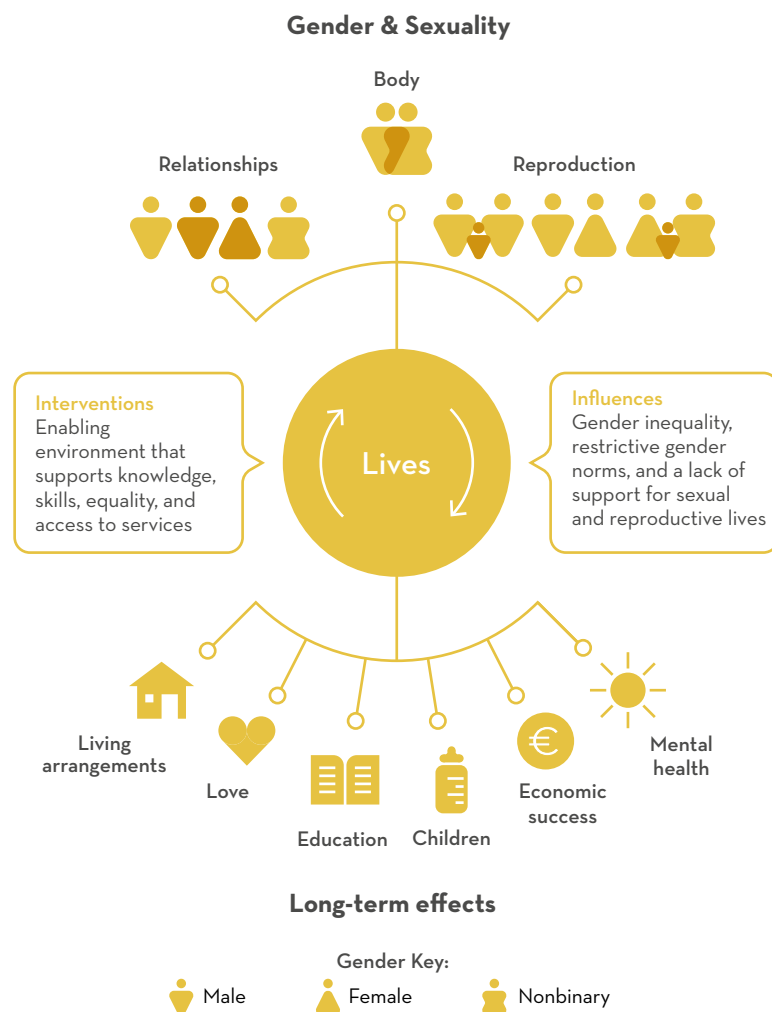 Gender & Sexuality
Body
Relationships
Reproduction
Interventions
Enabling
environment that
supports knowledge,
skills, equality, and
access to services
Lives
Influences
Gender inequality,
restrictive gender
norms, and a lack of
support for sexual
and reproductive lives
Living
arrangements
Love
Education
Children
€
Economic
success
Mental
health
Long-term effects
Gender Key:
Male
Female
Nonbinary